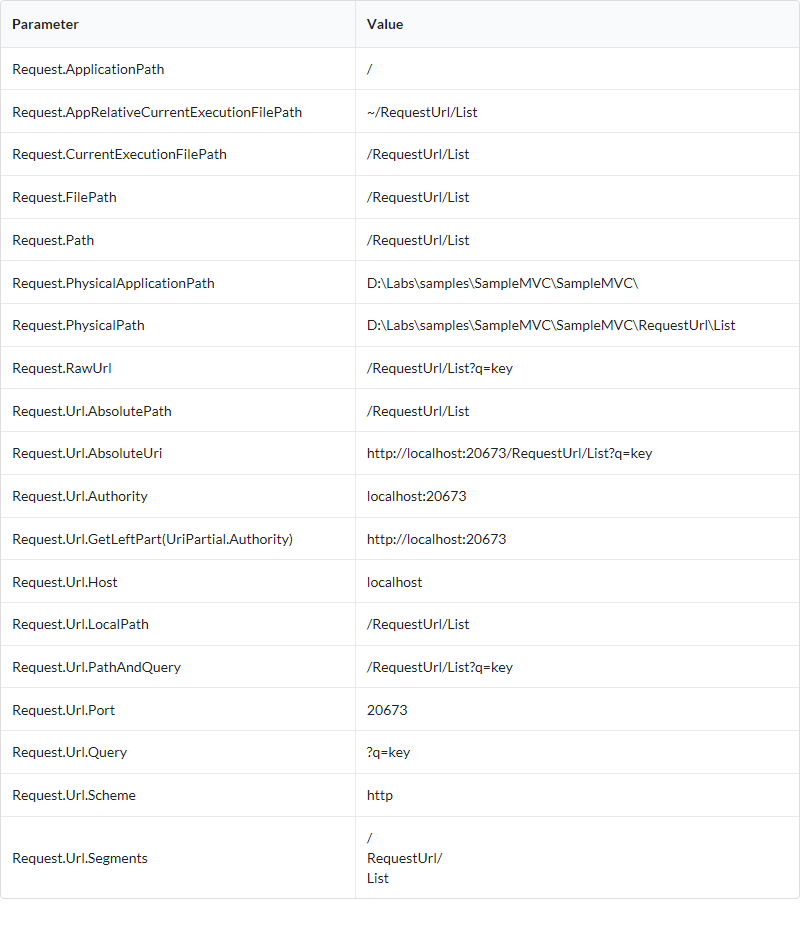 Parameter Value
Request.ApplicationPath /
Request.AppRelativeCurrentExecutionFilePath ~/RequestUrl/List
Request.CurrentExecutionFilePath /RequestUrl/List
Request.FilePath /RequestUrl/List
Request.Path /RequestUrl/List
Request.PhysicalApplicationPath D:\Labs\samples\SampleMVC\SampleMVC\
Request.PhysicalPath D:\Labs\samples\SampleMVC\SampleMVC\RequestUrl\List
Request.RawUrl /RequestUrl/List?q=key
Request.Url.AbsolutePath /RequestUrl/List
Request.Url.AbsoluteUri http://localhost:20673/RequestUrl/List?q=key
Request.Url.Authority localhost:20673
Request.Url.GetLeftPart(UriPartial.Authority) http://localhost:20673
Request.Url.Host localhost
Request.Url.LocalPath /RequestUrl/List
Request.Url.PathAndQuery /RequestUrl/List?q=key
Request.Url.Port 20673
Request.Url.Query ?q=key
Request.Url.Scheme http
Request.Url.Segments /
RequestUrl/
List